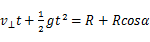 v⊥t + ½gt² = R + Rcosα